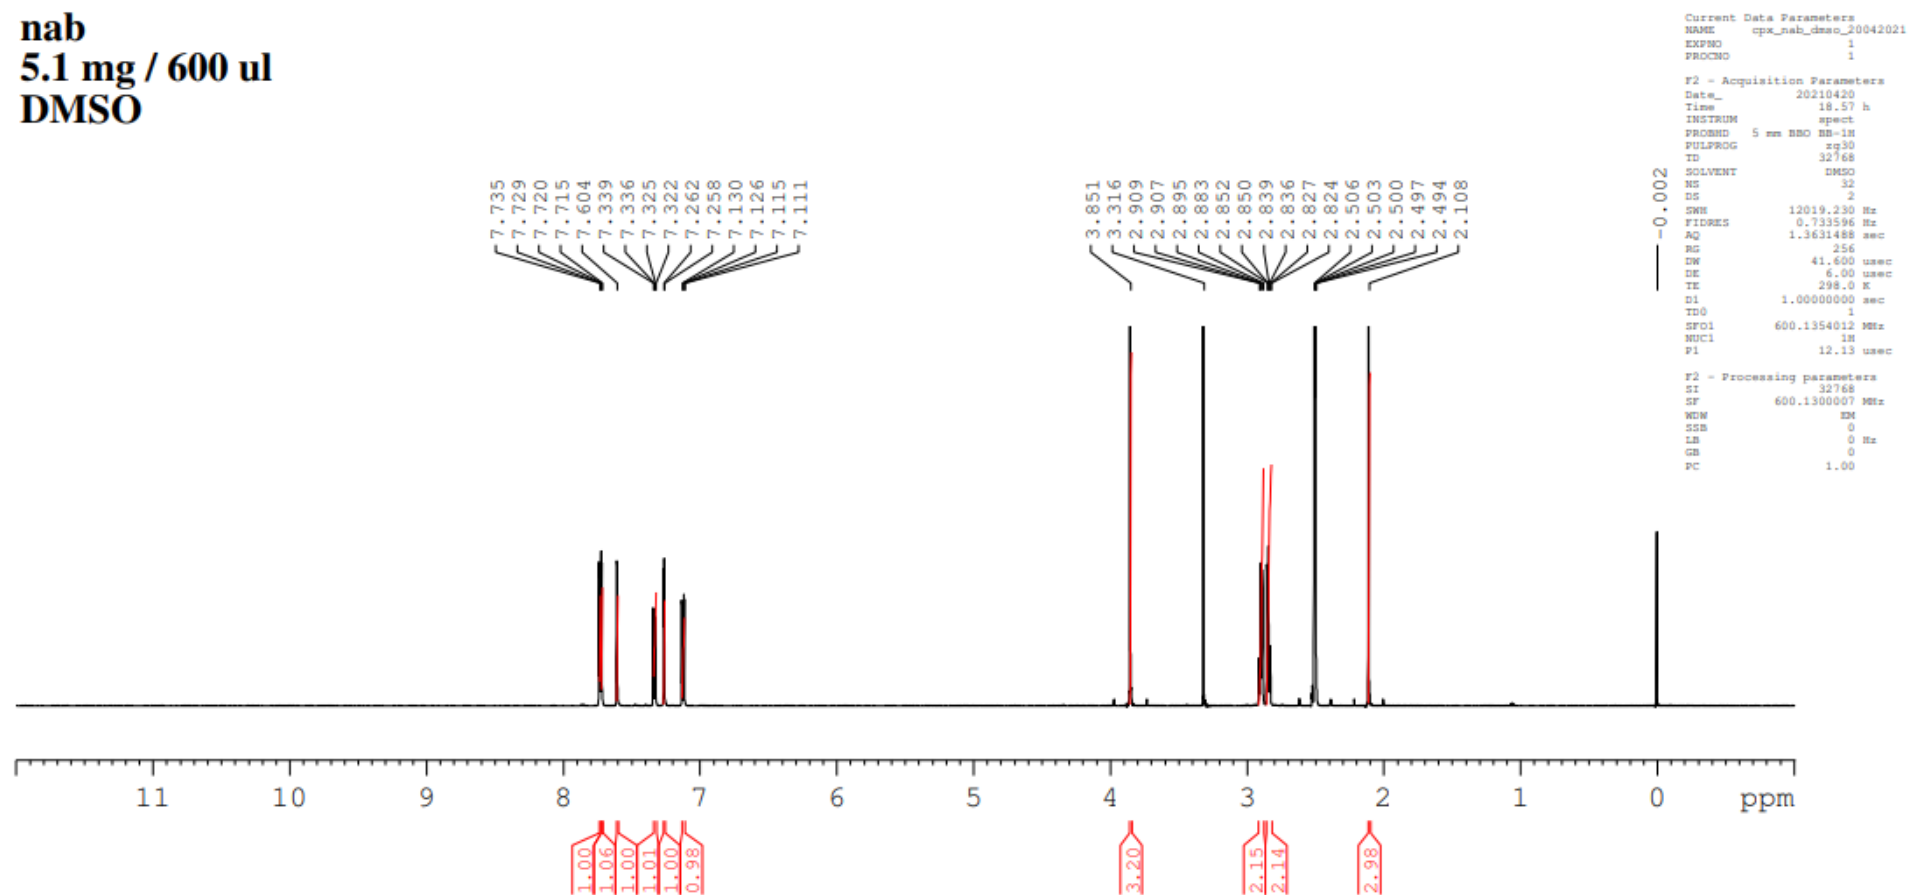 nab
5.1 mg / 600 ul
DMSO
Current Data Parameters
NAME cpx_nab_dmso_20042021
EXPNO 1
PROCNO 1
F2 - Acquisition Parameters
Date_ 20210420
Time 18.57 h
INSTRUM spect
PROBHD 5 mm BBO BB-1H
PULPROG zg30
TD 32768
SOLVENT DMSO
NS 32
DS 2
SWH 12019.230 Hz
FIDRES 0.733596 Hz
AQ 1.3631488 sec
RG 256
DW 41.600 usec
DE 6.00 usec
TE 298.0 K
D1 1.00000000 sec
TD0 1
SFO1 600.1354012 MHz
NUC1 1H
P1 12.13 usec
F2 - Processing parameters
SI 32768
SF 600.1300007 MHz
WDW EM
SSB 0
LB 0 Hz
GB 0
PC 1.00
7.735
7.729
7.720
7.715
7.604
7.339
7.336
7.325
7.322
7.262
7.258
7.130
7.126
7.115
7.111
3.851
3.316
2.909
2.907
2.895
2.883
2.852
2.850
2.839
2.836
2.827
2.824
2.506
2.503
2.500
2.497
2.494
2.108
-0.002
11 10 9 8 7 6 5 4 3 2 1 0 ppm
1.00
1.06
1.00
1.01
1.00
0.98
3.20
2.15
2.14
2.98